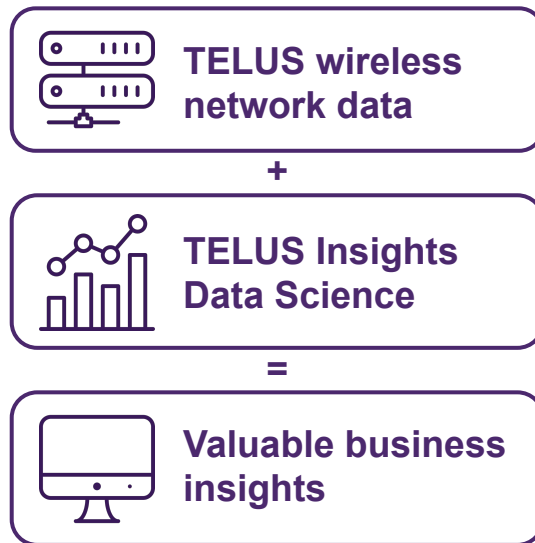 TELUS wireless
network data
+
TELUS Insights
Data Science
=
Valuable business
insights